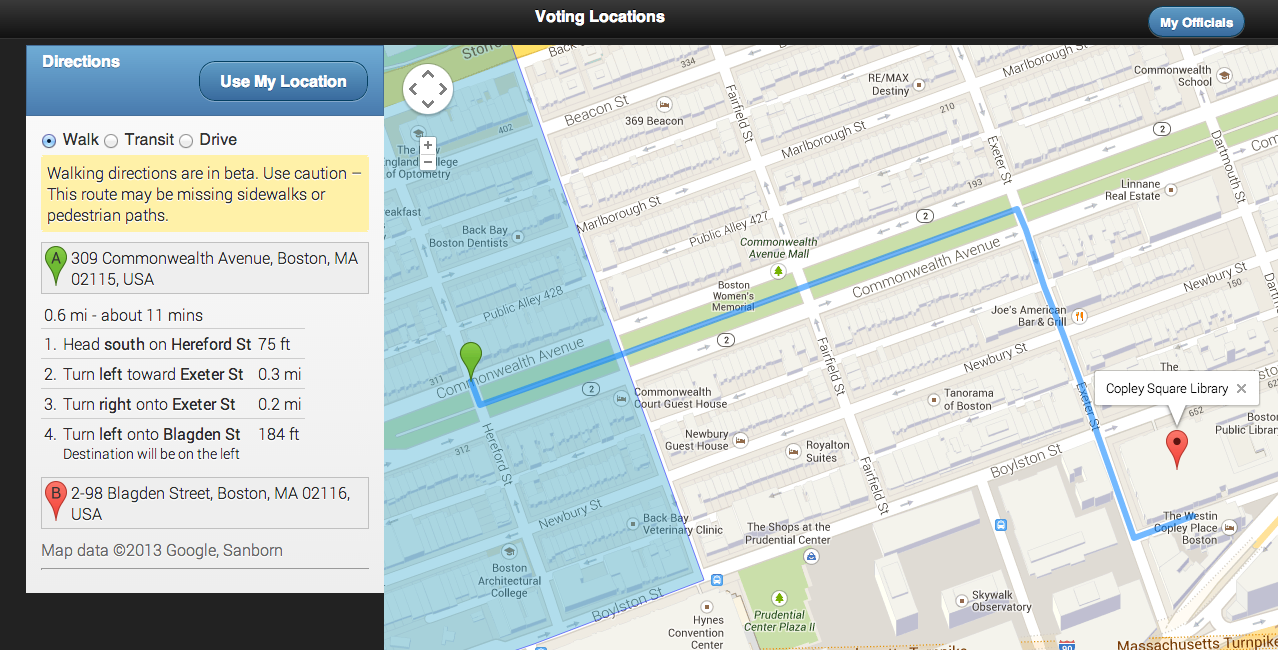 Voting Locations
My Officials
Directions
Use My Location
Walk Transit Drive
Walking directions are in beta. Use caution –
This route may be missing sidewalks or
pedestrian paths.
A 309 Commonwealth Avenue, Boston, MA
02115, USA
0.6 mi - about 11 mins
1. Head south on Hereford St 75 ft
2. Turn left toward Exeter St 0.3 mi
3. Turn right onto Exeter St 0.2 mi
4. Turn left onto Blagden St 184 ft
Destination will be on the left
B 2-98 Blagden Street, Boston, MA 02116,
USA
Map data ©2013 Google, Sanborn
334
Marlborough St
RE/MAX
Destiny
Commonwealth
School
Beacon St
369 Beacon
Fairfield St
210
Marlborough St
402
2
Exeter St
Dartmouth St
of Optometry
193
Linnane
Real Estate
Marlborough St
Public Alley 427
2
Back Bay
Boston Dentists
Commonwealth
Avenue Mall
Commonwealth Avenue
Newbury St
150
Public Alley 428
Boston
Women's
Memorial
Joe's American
Bar & Grill
2
Fairfield St
Newbury St
Commonwealth Avenue
311
The
Copley Square Library
2
Commonwealth
Court Guest House
Tanorama
of Boston
Exeter St
652
Boston
Public Librar
Hereford St
312
Newbury
Guest House
Royalton
Suites
Boylston St
Fairfield St
Newbury St
Back Bay
Veterinary Clinic
The Shops at the
Prudential Center
The Westin
Copley Place
Boston
Boston
Architectural
College
Boylston St
Hynes
Convention
Center
Prudential
Center Plaza II
Skywalk
Observatory
90
Massachusetts Turnpike